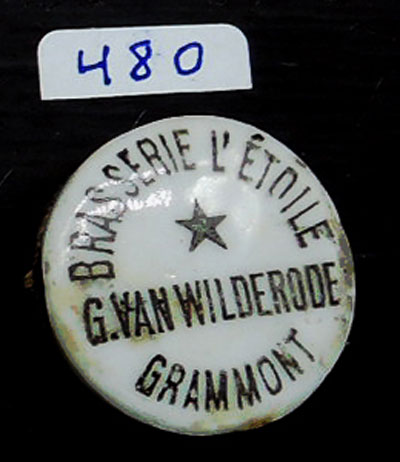 480
BRASSERIE L'ÉTOILE
G. VAN WILDERODE
GRAMMONT